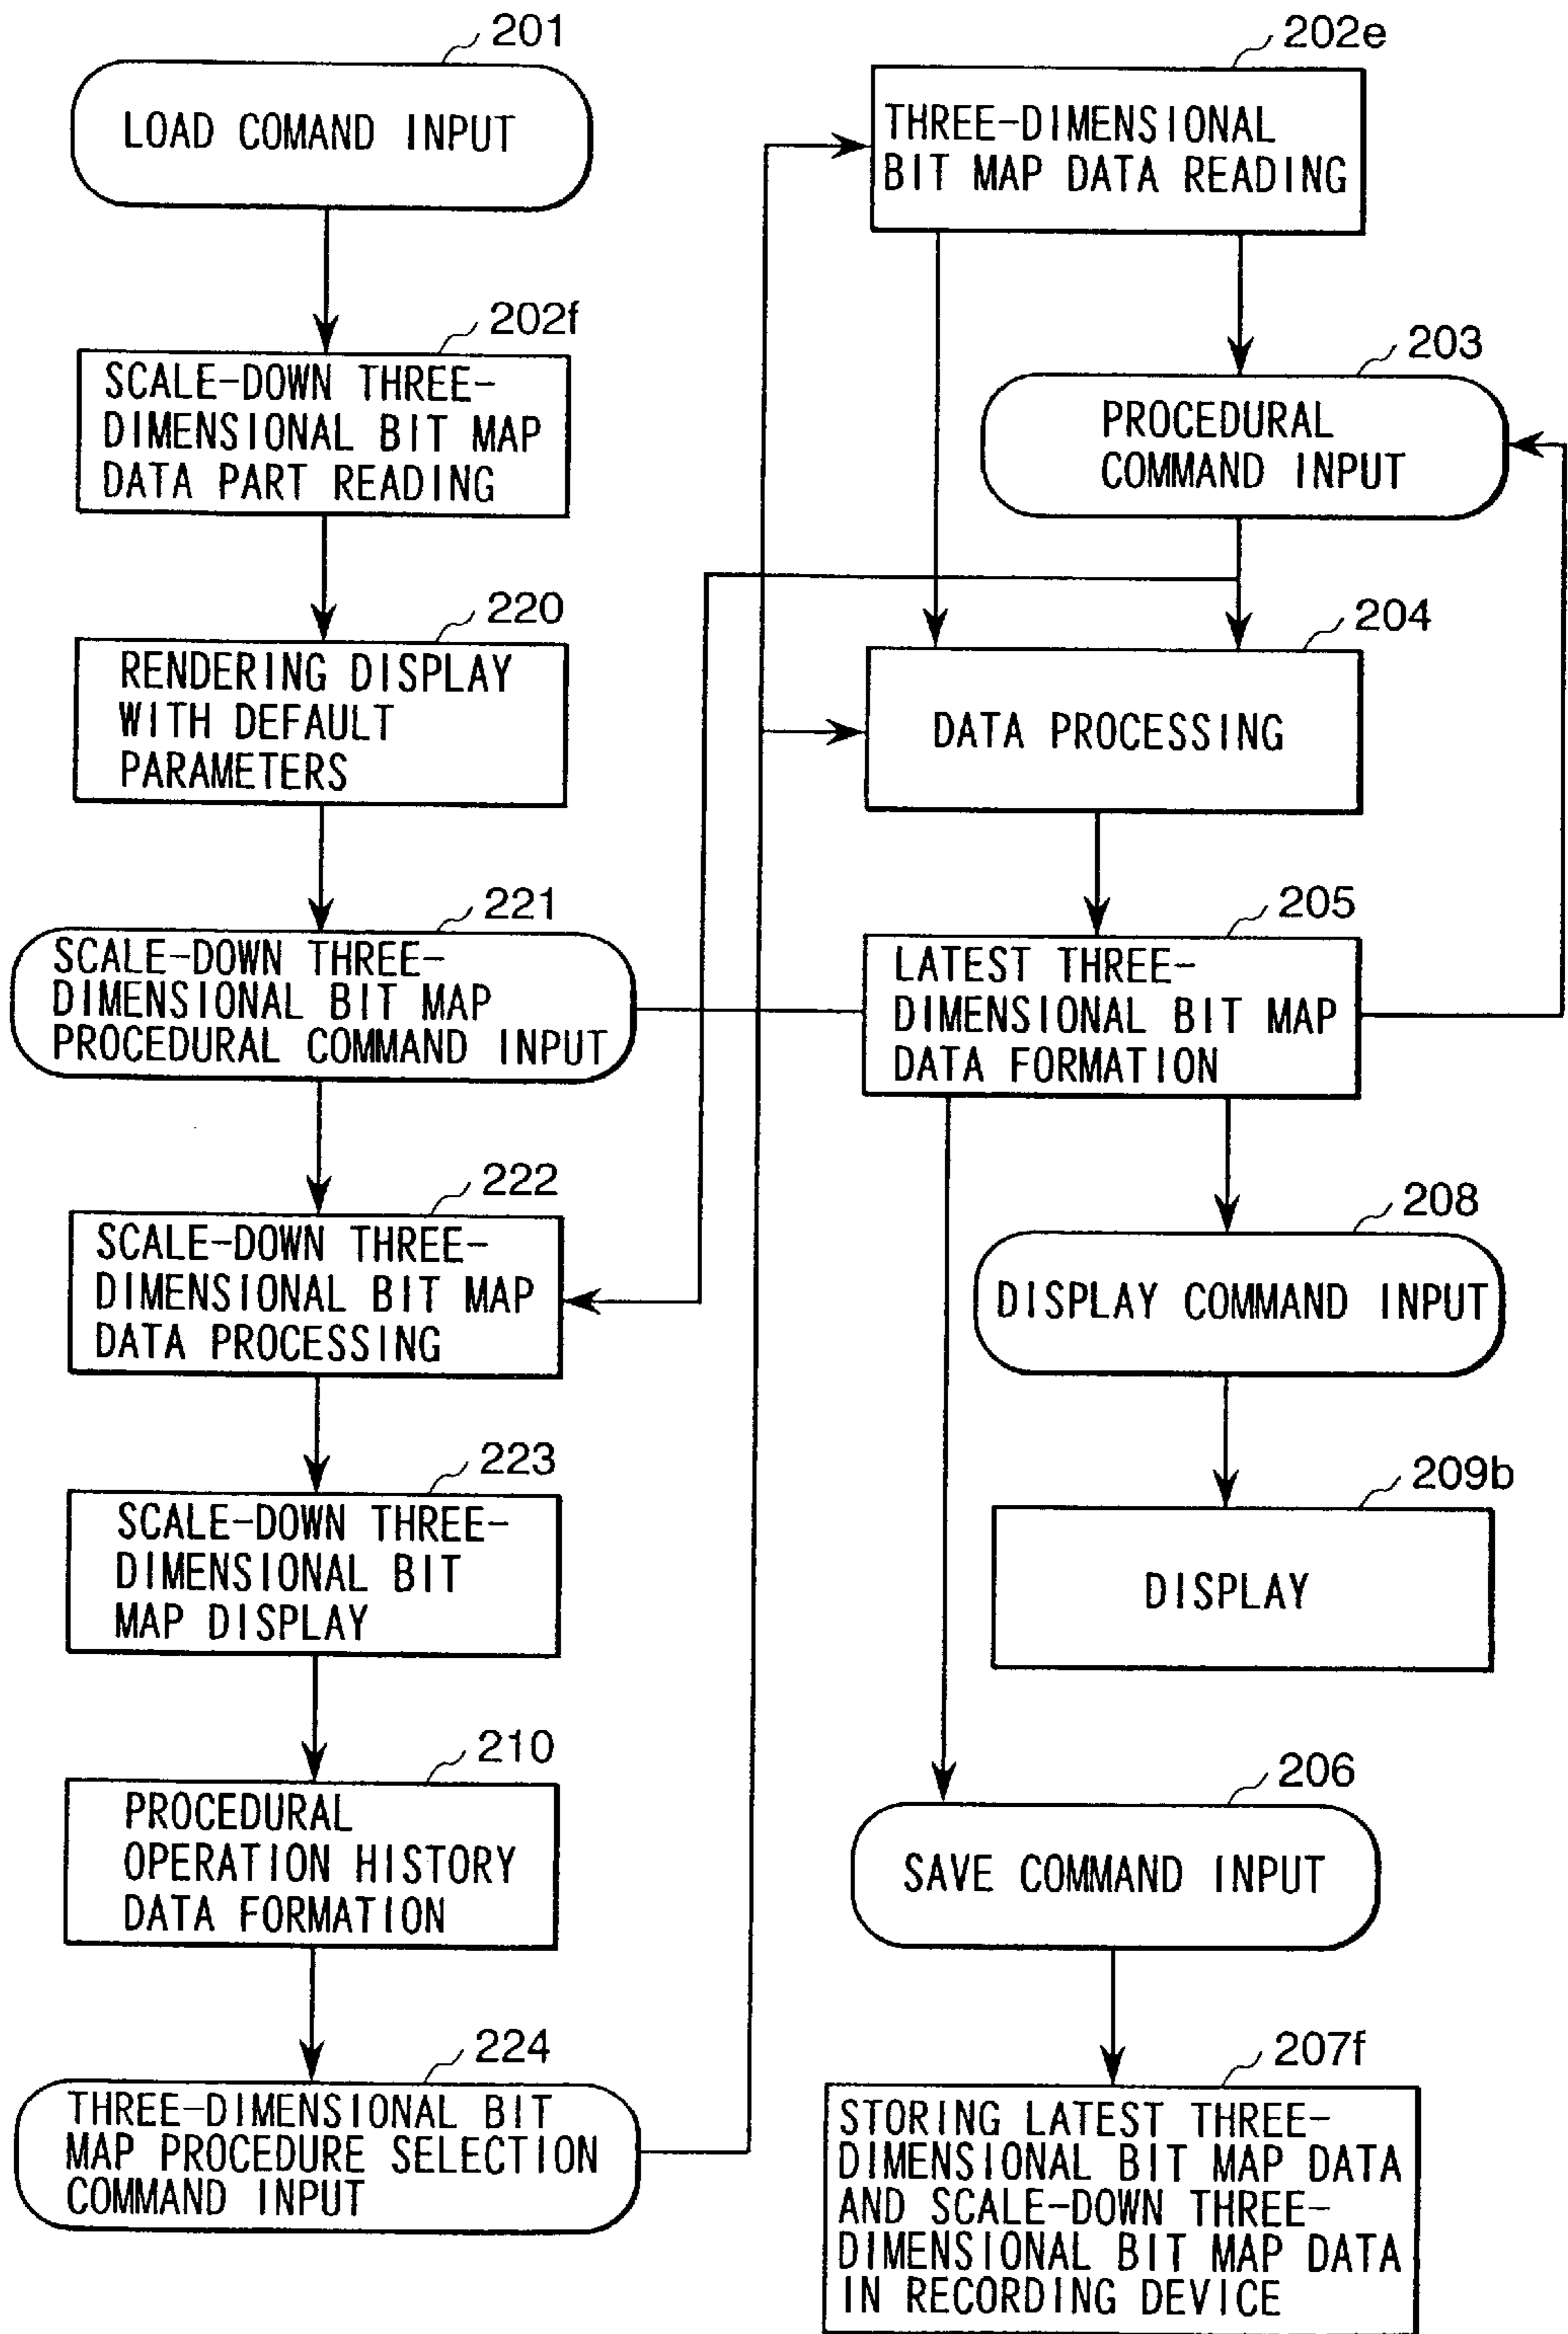 201
LOAD COMAND INPUT
202f
SCALE-DOWN THREE-
DIMENSIONAL BIT MAP
DATA PART READING
220
RENDERING DISPLAY
WITH DEFAULT
PARAMETERS
221
SCALE-DOWN THREE-
DIMENSIONAL BIT MAP
PROCEDURAL COMMAND INPUT
222
SCALE-DOWN THREE-
DIMENSIONAL BIT MAP
DATA PROCESSING
223
SCALE-DOWN THREE-
DIMENSIONAL BIT
MAP DISPLAY
210
PROCEDURAL
OPERATION HISTORY
DATA FORMATION
224
THREE-DIMENSIONAL BIT
MAP PROCEDURE SELECTION
COMMAND INPUT
202e
THREE-DIMENSIONAL
BIT MAP DATA READING
203
PROCEDURAL
COMMAND INPUT
204
DATA PROCESSING
205
LATEST THREE-
DIMENSIONAL BIT MAP
DATA FORMATION
208
DISPLAY COMMAND INPUT
209b
DISPLAY
206
SAVE COMMAND INPUT
207f
STORING LATEST THREE-
DIMENSIONAL BIT MAP DATA
AND SCALE-DOWN THREE-
DIMENSIONAL BIT MAP DATA
IN RECORDING DEVICE